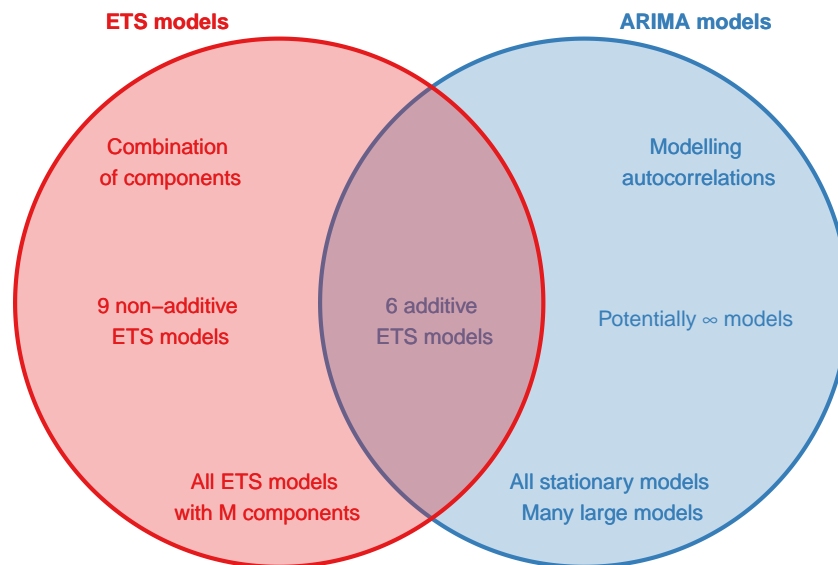 ETS models
ARIMA models
Combination
of components
Modelling
autocorrelations
9 non−additive
ETS models
6 additive
ETS models
Potentially ∞ models
All ETS models
with M components
All stationary models
Many large models